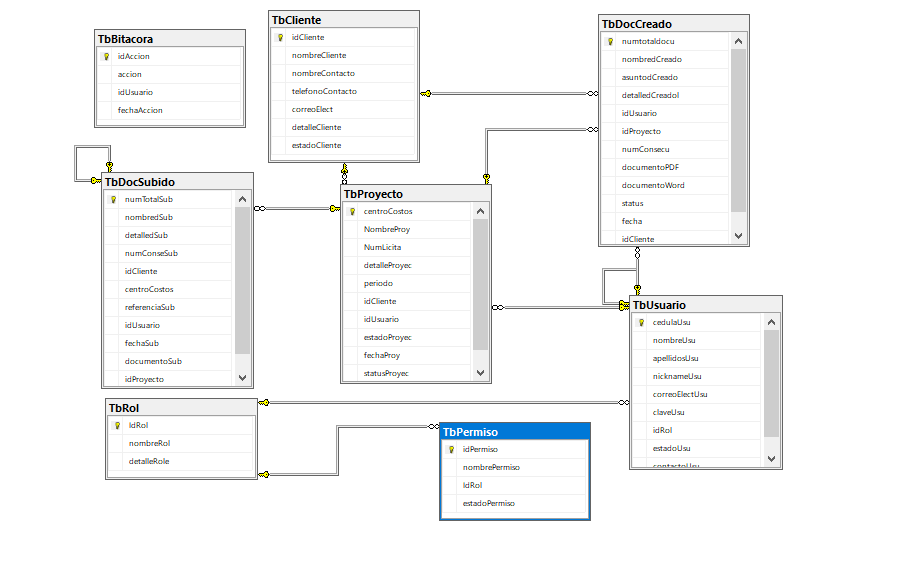 TbBitacora
idAccion
accion
idUsuario
fechaAccion
TbCliente
idCliente
nombreCliente
nombreContacto
telefonoContacto
correoElect
detalleCliente
estadoCliente
TbDocCreado
numtotaldocu
nombredCreado
asuntodCreado
detalledCreadol
idUsuario
idProyecto
numConsecu
documentoPDF
documentoWord
status
fecha
idCliente
TbDocSubido
numTotalSub
nombredSub
detalledSub
numConseSub
idCliente
centroCostos
referenciaSub
idUsuario
fechaSub
documentoSub
idProyecto
TbProyecto
centroCostos
NombreProy
NumLicita
detalleProyec
periodo
idCliente
idUsuario
estadoProyec
fechaProy
statusProyec
TbUsuario
cedulaUsu
nombreUsu
apellidosUsu
nicknameUsu
correoElectUsu
claveUsu
idRol
estadoUsu
contactoUsu
TbRol
IdRol
nombreRol
detalleRole
TbPermiso
idPermiso
nombrePermiso
IdRol
estadoPermiso